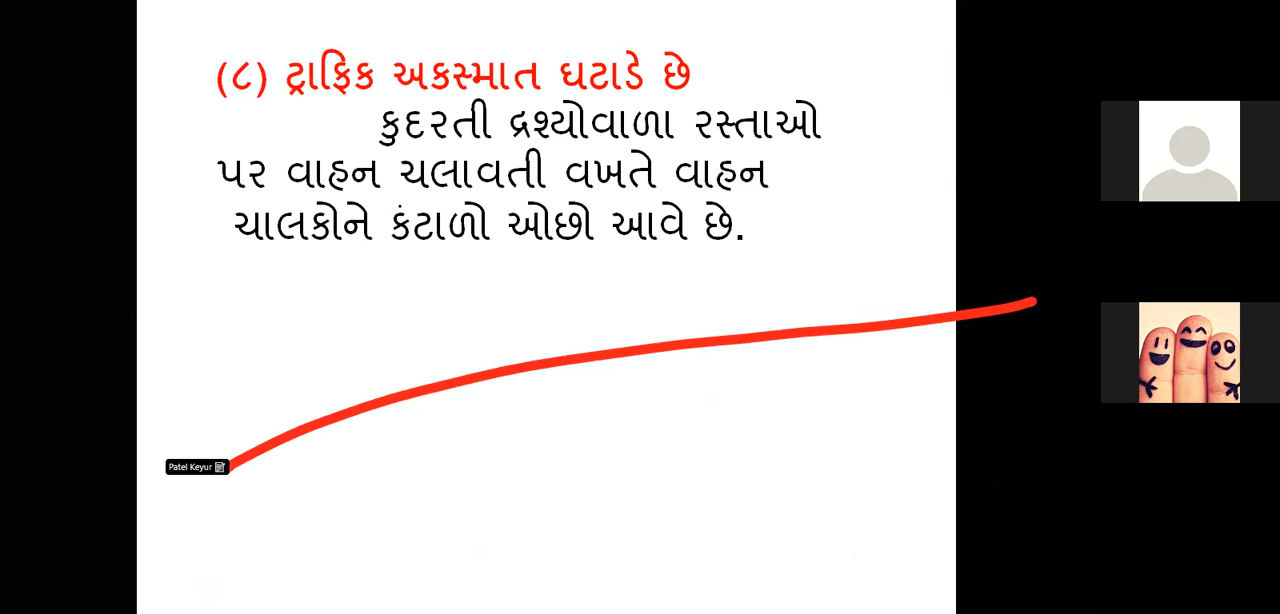 (૮) ટ્રાફિક અકસ્માત ઘટાડે છે
કુદરતી દ્રશ્યોવાળા રસ્તાઓ
પર વાહન ચલાવતી વખતે વાહન
ચાલકોને કંટાળો ઓછો આવે છે.
Patel Keyur